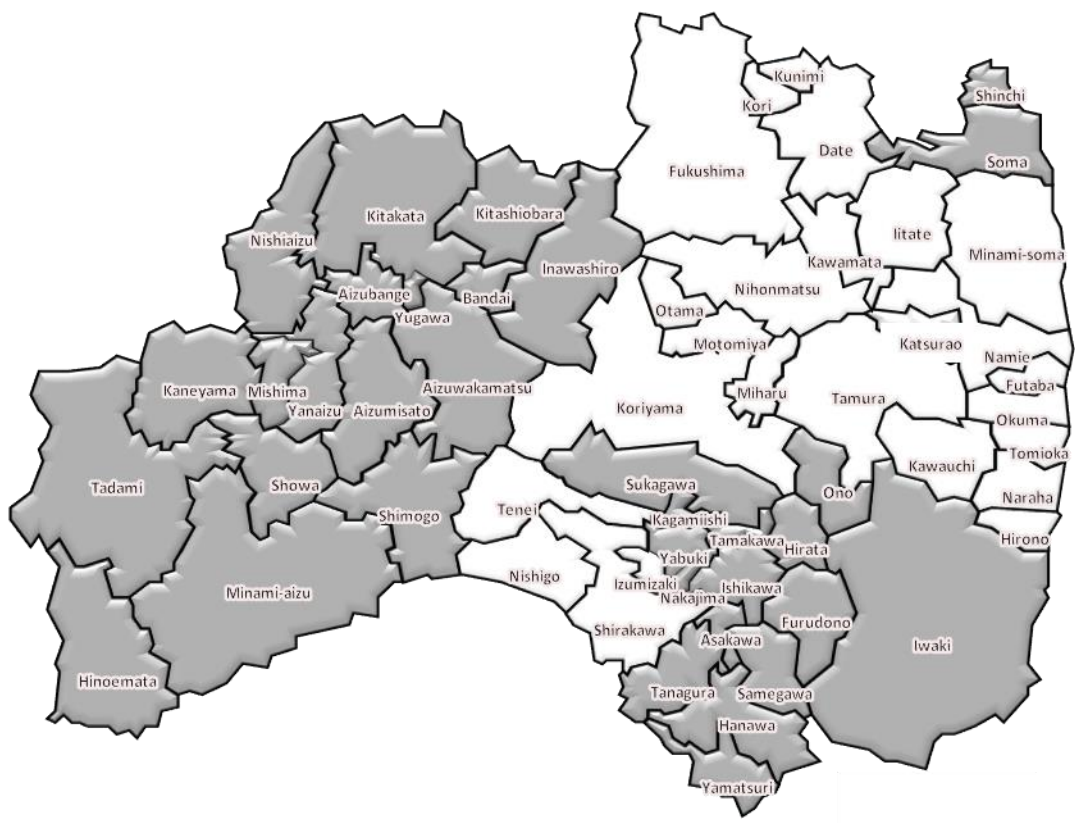 Kunimi
Shinchi
Kori
Date
Soma
Fukushima
Kitakata
Kitashiobara
Iitate
Nishiaizu
Minami-soma
Kawamata
Inawashiro
Nihonmatsu
Aizubange
Bandai
Otama
Yugawa
Motomiya
Katsurao
Namie
Futaba
Kaneyama
Mishima
Aizuwakamatsu
Miharu
Tamura
Yanaizu
Aizumisato
Koriyama
Okuma
Tomioka
Kawauchi
Tadami
Showa
Sukagawa
Ono
Naraha
Tenei
Shimogo
Kagamiishi
Tamakawa
Hirata
Hirono
Yabuki
Nishigo
Izumizaki
Ishikawa
Minami-aizu
Nakajima
Furudono
Shirakawa
Asakawa
Iwaki
Hinoemata
Tanagura
Samegawa
Hanawa
Yamatsuri